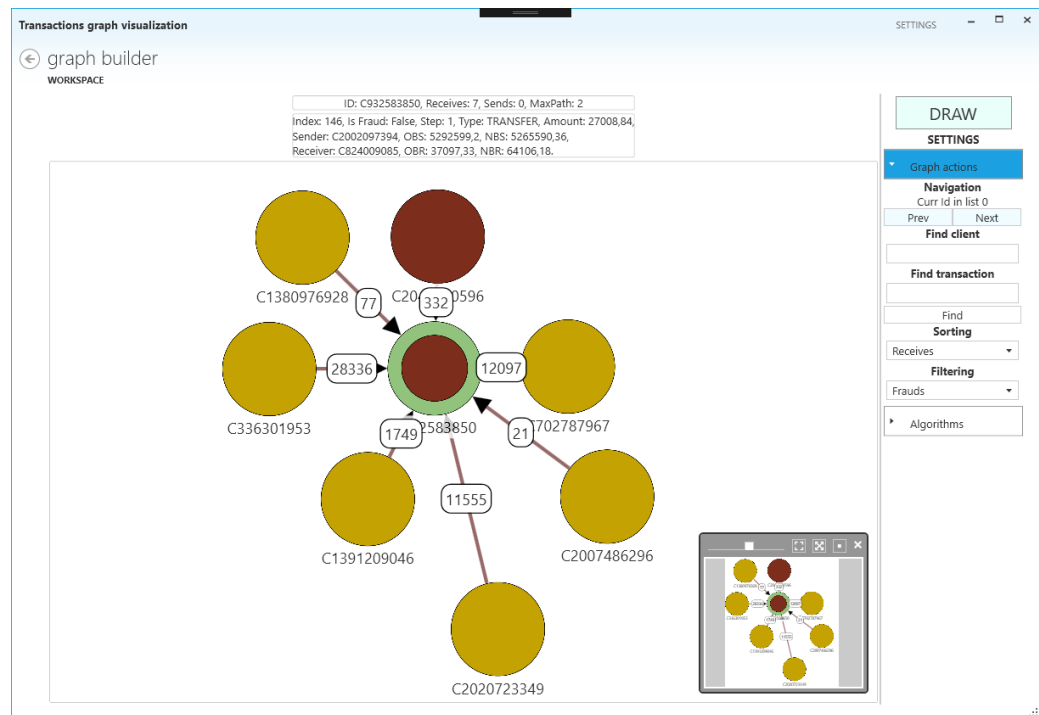 Transactions graph visualization
SETTINGS
graph builder
WORKSPACE
ID: C932583850, Receives: 7, Sends: 0, MaxPath: 2
Index: 146, Is Fraud: False, Step: 1, Type: TRANSFER, Amount: 27008,84,
Sender: C2002097394, OBS: 5292599,2, NBS: 5265590,36,
Receiver: C824009085, OBR: 37097,33, NBR: 64106,18.
DRAW
SETTINGS
Graph actions
Navigation
Curr Id in list 0
Prev Next
Find client
Find transaction
Find
Sorting
Receives
Filtering
Frauds
Algorithms
C1380976928
77
332
28336
12097
C336301953
2583850
1749
21
C702787967
11555
C1391209046
C2007486296
C2020723349